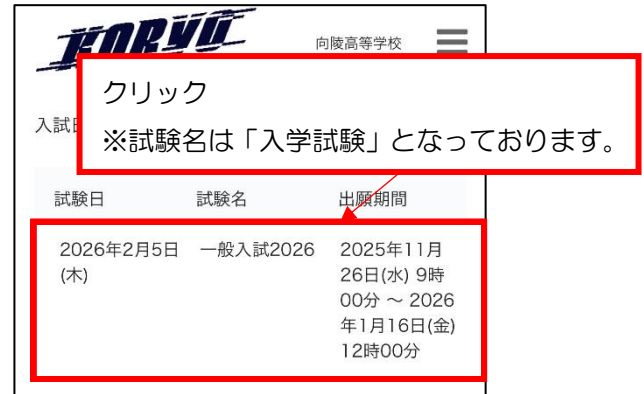 KORYO
向陵高等学校
クリック
※試験名は「入学試験」となっております。
入試日
試験日 試験名 出願期間
2026年2月5日 一般入試2026 2025年11月
(木) 26日(水) 9時
00分 ～ 2026
年1月16日(金)
12時00分